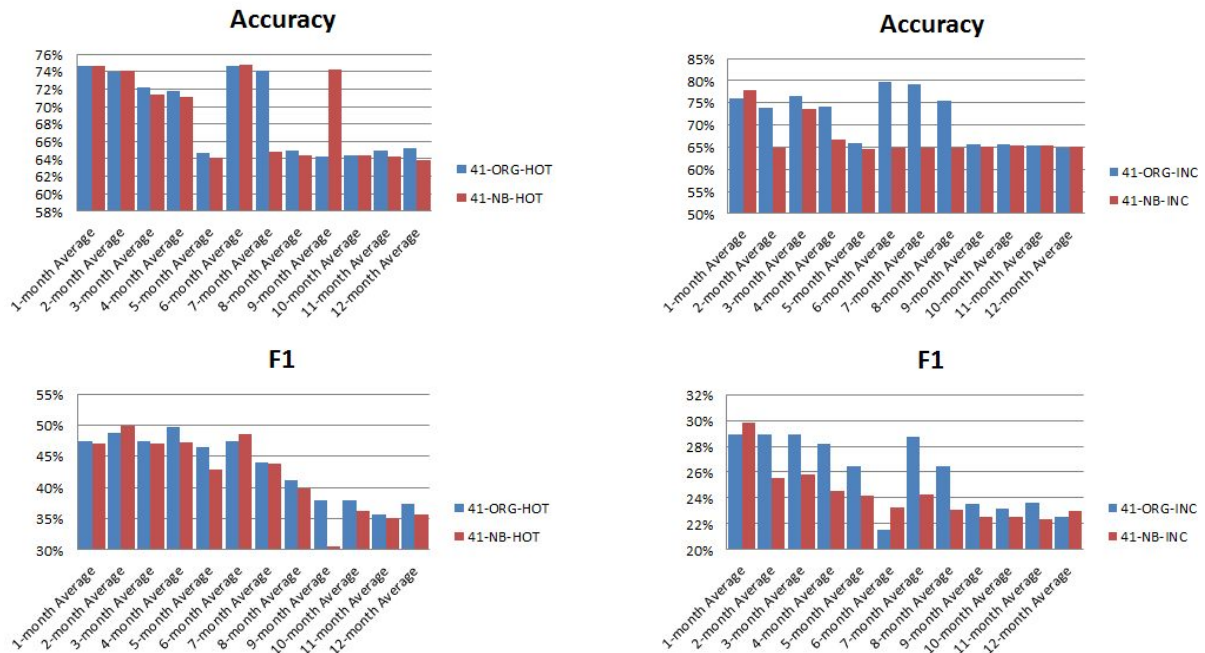 Accuracy
76%
74%
72%
70%
68%
66%
64%
62%
60%
58%
41-ORG-HOT
41-NB-HOT
1-month Average
2-month Average
3-month Average
4-month Average
5-month Average
6-month Average
7-month Average
8-month Average
9-month Average
10-month Average
11-month Average
12-month Average
Accuracy
85%
80%
75%
70%
65%
60%
55%
50%
41-ORG-INC
41-NB-INC
1-month Average
2-month Average
3-month Average
4-month Average
5-month Average
6-month Average
7-month Average
8-month Average
9-month Average
10-month Average
11-month Average
12-month Average
F1
55%
50%
45%
40%
35%
30%
41-ORG-HOT
41-NB-HOT
1-month Average
2-month Average
3-month Average
4-month Average
5-month Average
6-month Average
7-month Average
8-month Average
9-month Average
10-month Average
11-month Average
12-month Average
F1
32%
30%
28%
26%
24%
22%
20%
41-ORG-INC
41-NB-INC
1-month Average
2-month Average
3-month Average
4-month Average
5-month Average
6-month Average
7-month Average
8-month Average
9-month Average
10-month Average
11-month Average
12-month Average